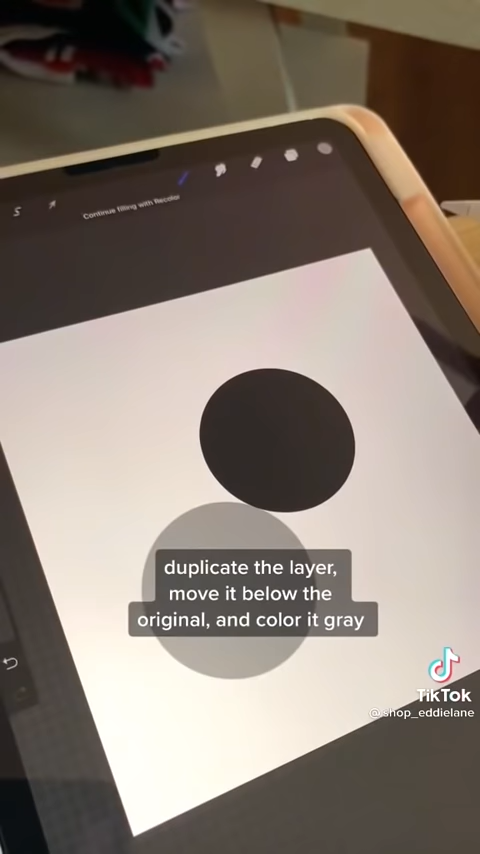 Continue filling with Recolor
duplicate the layer,
move it below the
original, and color it gray
TikTok
@shop_eddielane